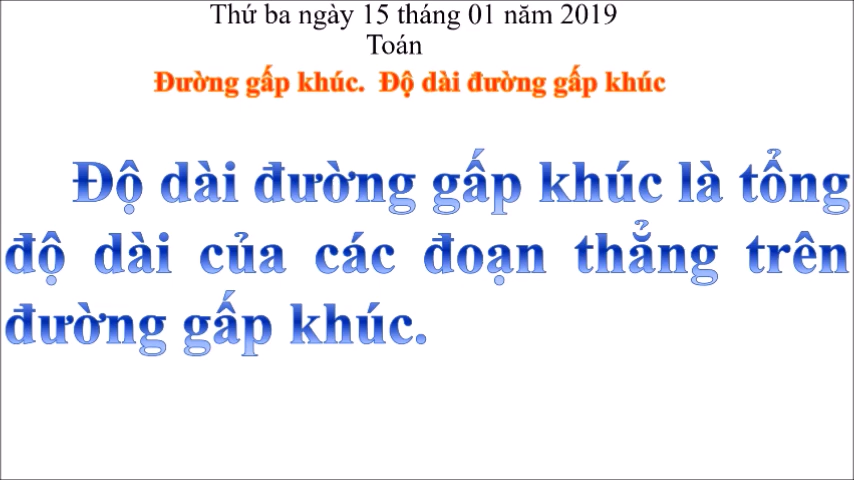 Thứ ba ngày 15 tháng 01 năm 2019
Toán
Đường gấp khúc. Độ dài đường gấp khúc
Độ dài đường gấp khúc là tổng
độ dài của các đoạn thẳng trên
đường gấp khúc.